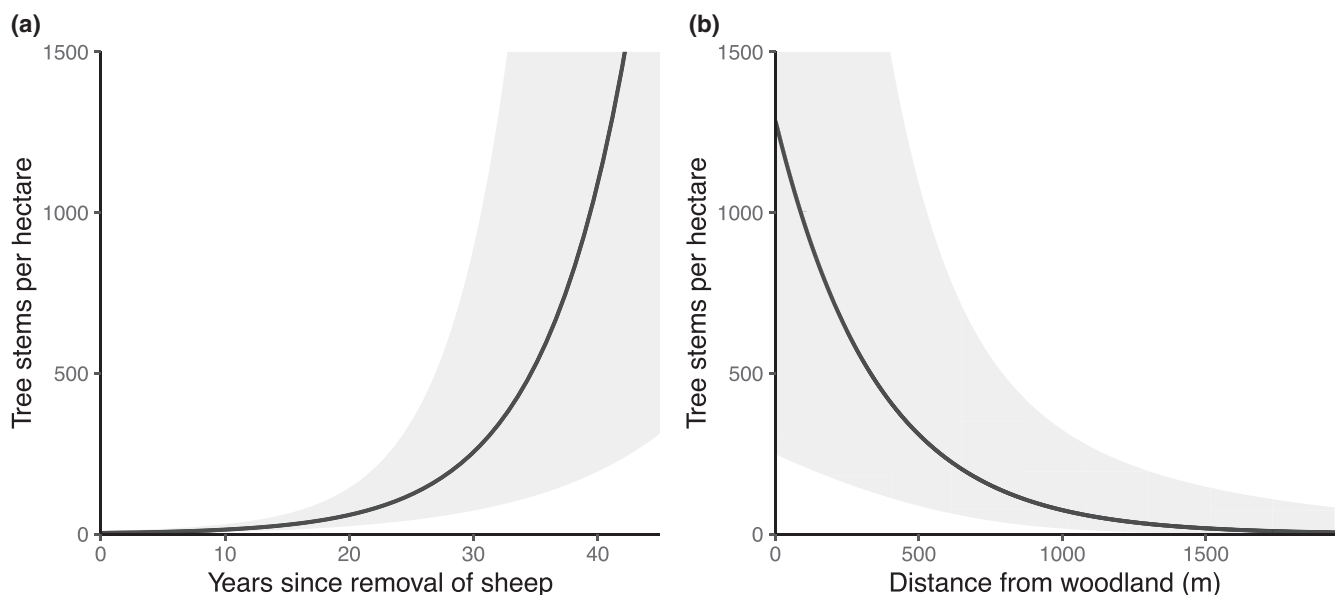 (a)
1500
1000
500
0
Tree stems per hectare
0 10 20 30 40
Years since removal of sheep
(b)
1500
1000
500
0
Tree stems per hectare
0 500 1000 1500
Distance from woodland (m)